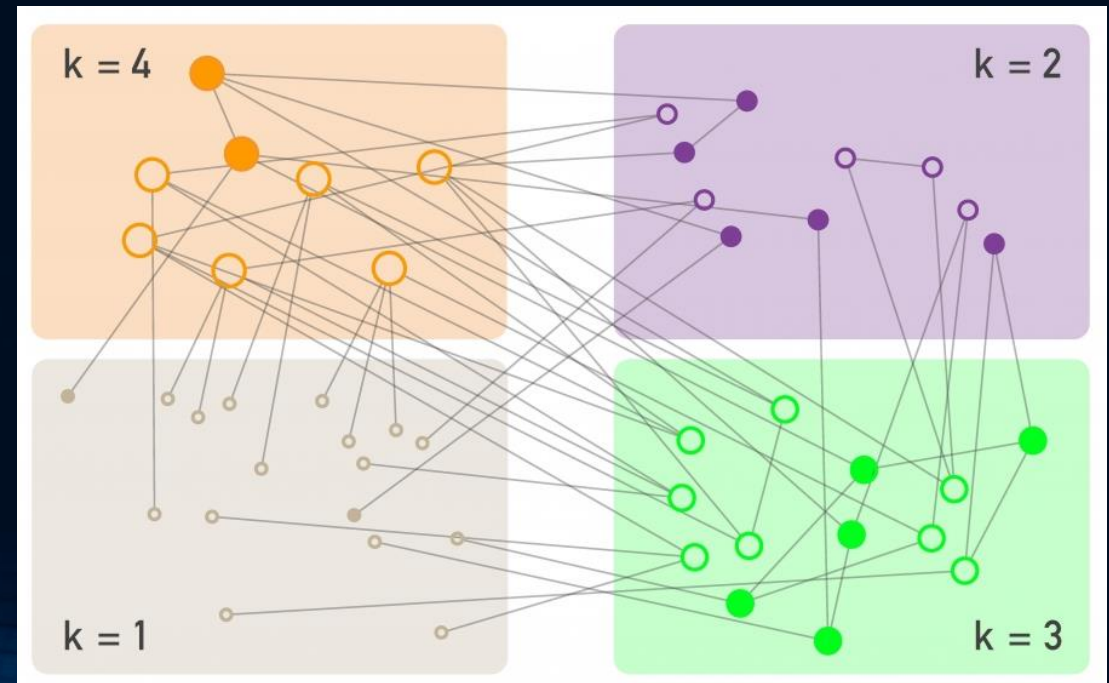 k = 4
k = 2
k = 1
k = 3